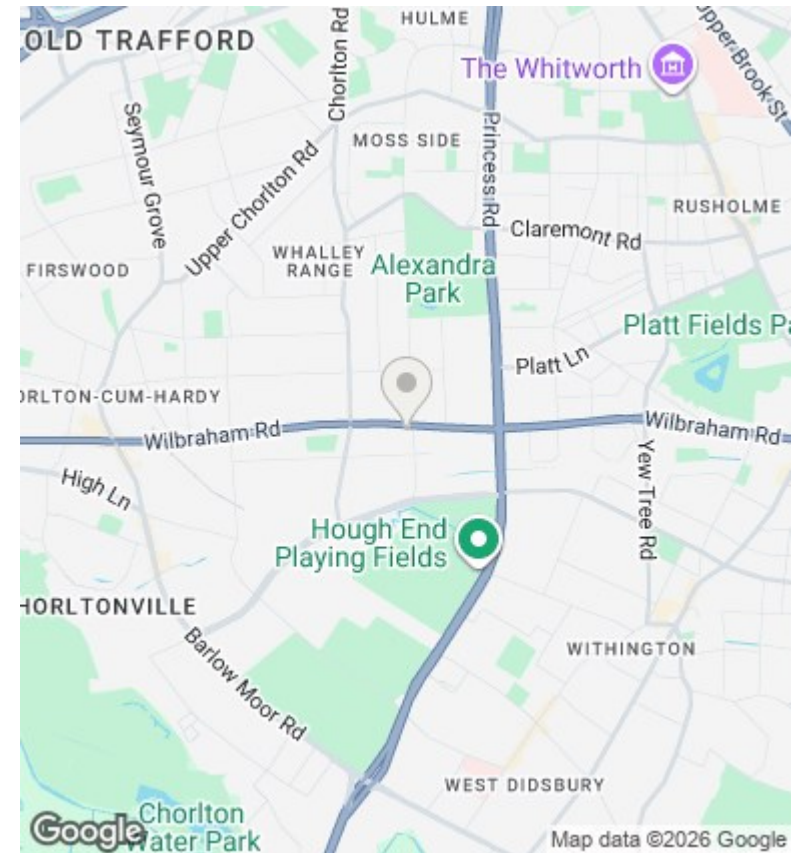 HULME
OLD TRAFFORD
Chorlton Rd
The Whitworth
Upper Brook St
Seymour Grove
MOSS SIDE
Princess Rd
Upper Chorlton Rd
RUSHOLME
Claremont Rd
WHALLEY
RANGE
FIRSWOOD
Alexandra
Park
Platt Fields Pa
Platt Ln
ORLTON-CUM-HARDY
Wilbraham Rd
Wilbraham Rd
High Ln
Yew Tree Rd
Hough End
Playing Fields
HORLTONVILLE
WITHINGTON
Barlow Moor Rd
WEST DIDSBURY
Chorlton
Water Park
Google
Map data ©2026 Google